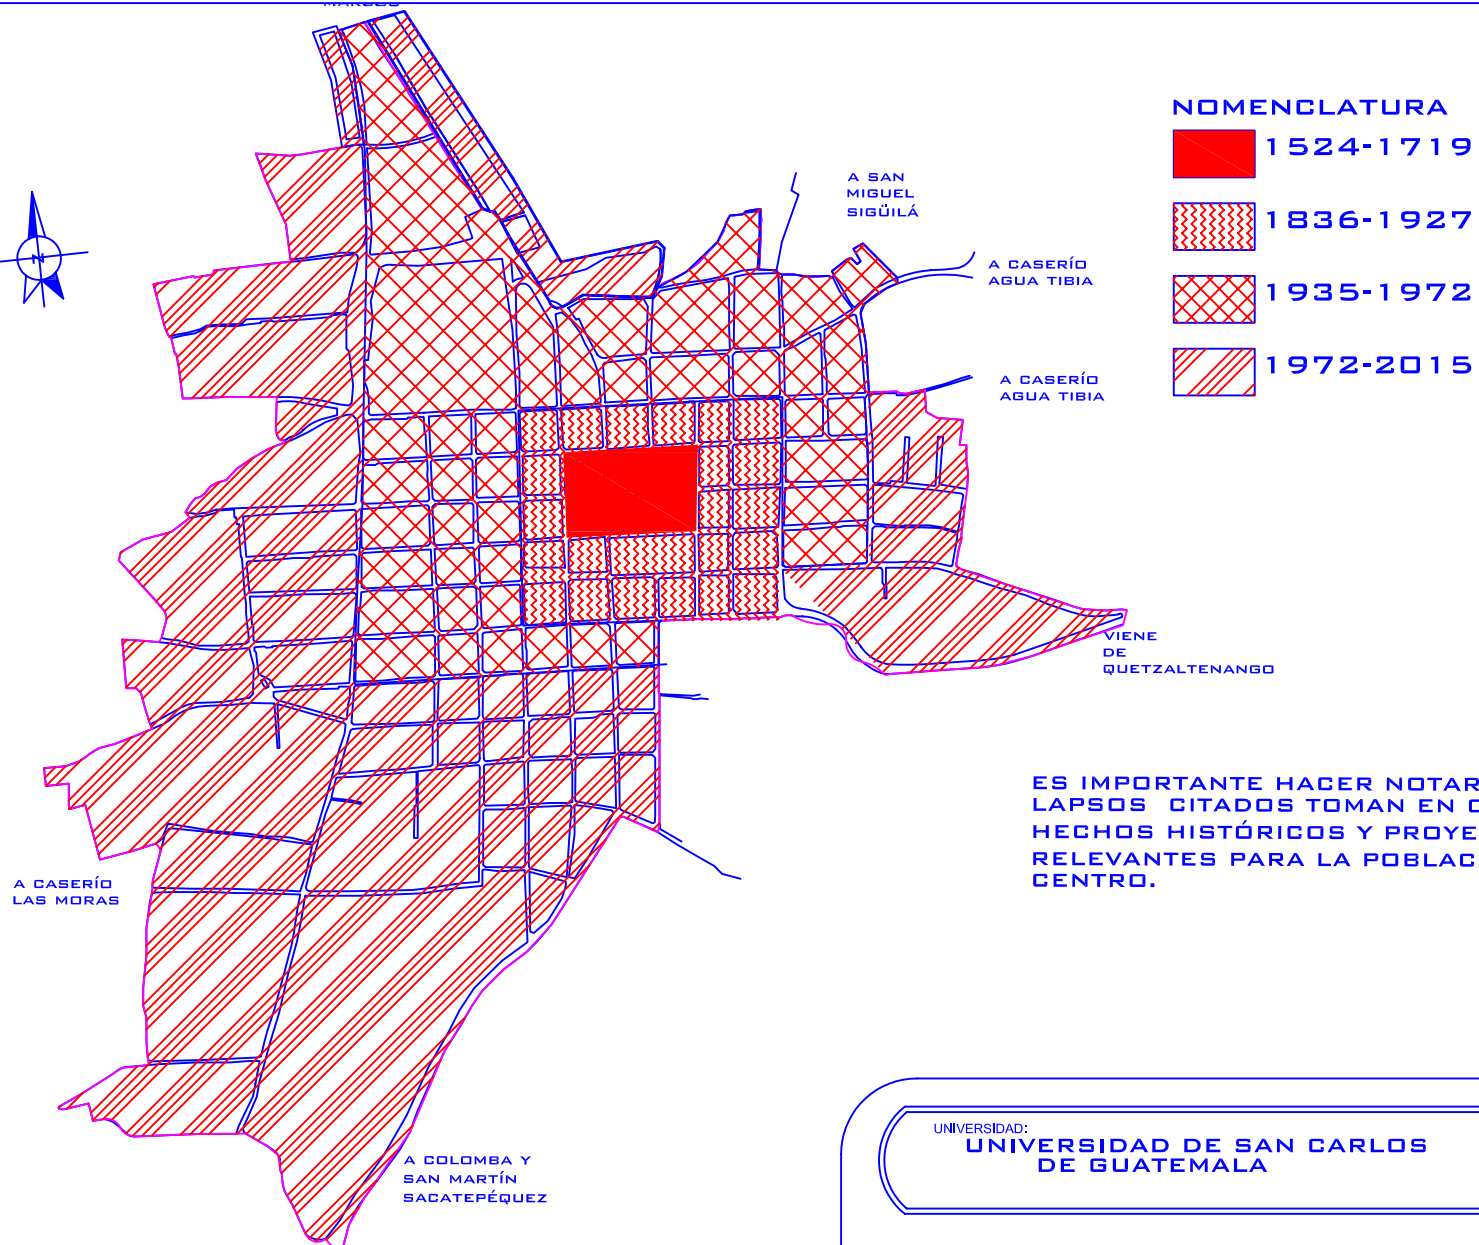 NOMENCLATURA
1524-1719
1836-1927
1935-1972
1972-2015
A SAN
MIGUEL
SIGÜILÁ
A CASERÍO
AGUA TIBIA
A CASERÍO
AGUA TIBIA
N
VIENE
DE
QUETZALTENANGO
ES IMPORTANTE HACER NOTAR
LAPSOS CITADOS TOMAN EN
HECHOS HISTÓRICOS Y PROYE
RELEVANTES PARA LA POBLAC
CENTRO.
A CASERÍO
LAS MORAS
A COLOMBA Y
SAN MARTÍN
SACATEPÉQUEZ
UNIVERSIDAD:
UNIVERSIDAD DE SAN CARLOS
DE GUATEMALA